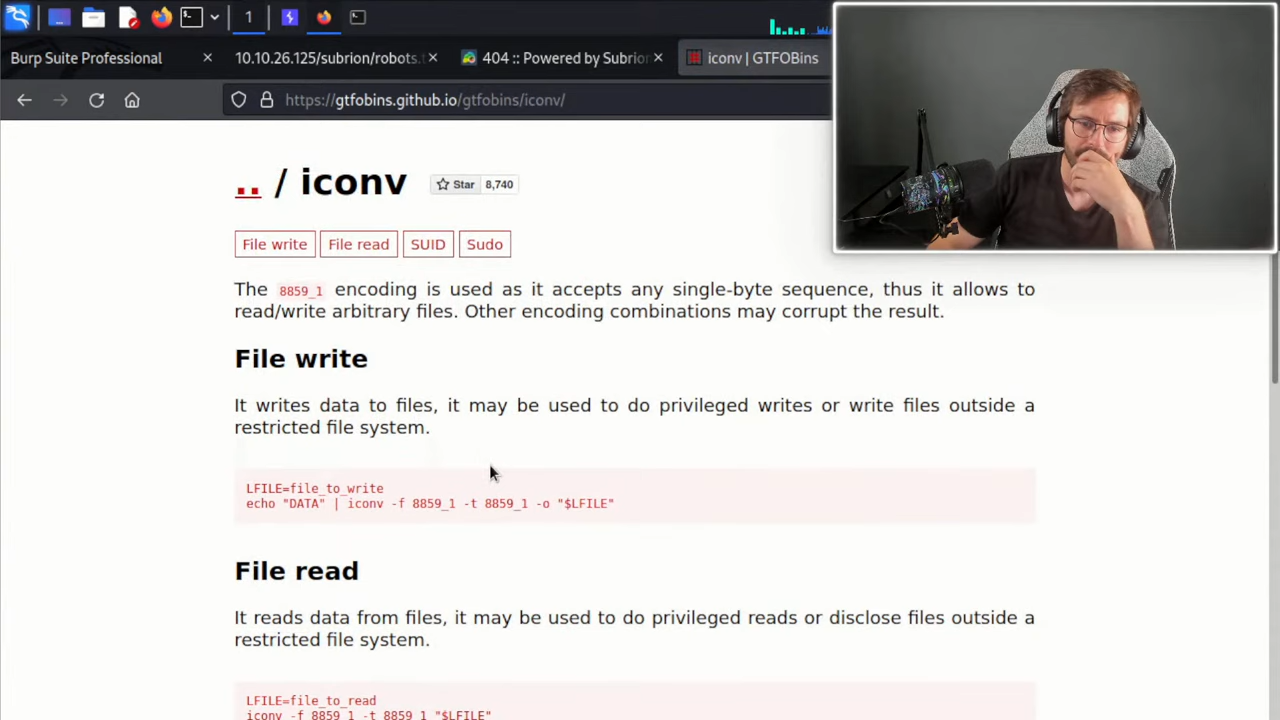 1
Burp Suite Professional
10.10.26.125/subrion/robots.t
404 :: Powered by Subrion
iconv | GTFOBins
https://gtfobins.github.io/gtfobins/iconv/
.. / iconv
Star 8,740
File write
File read
SUID
Sudo
The 8859_1 encoding is used as it accepts any single-byte sequence, thus it allows to
read/write arbitrary files. Other encoding combinations may corrupt the result.
File write
It writes data to files, it may be used to do privileged writes or write files outside a
restricted file system.
LFILE=file_to_write
echo "DATA" | iconv -f 8859_1 -t 8859_1 -o "$LFILE"
File read
It reads data from files, it may be used to do privileged reads or disclose files outside a
restricted file system.
LFILE=file_to_read
iconv -f 8859_1 -t 8859_1 "$LFILE"